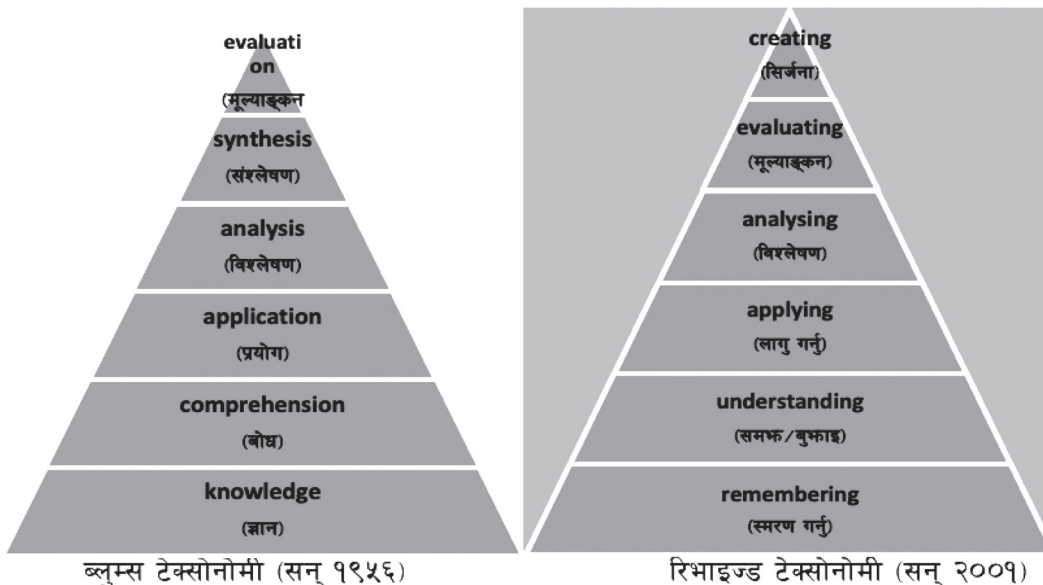 evaluati
on
(मूल्याङ्कन
synthesis
(संश्लेषण)
analysis
(विश्लेषण)
application
(प्रयोग)
comprehension
(बोध)
knowledge
(ज्ञान)
ब्लुम्स टेक्सोनोमी (सन् १९५६)
creating
(सिर्जना)
evaluating
(मूल्याङ्कन)
analysing
(विश्लेषण)
applying
(लागु गर्नु)
understanding
(समझ/बुझाइ)
remembering
(स्मरण गर्नु)
रिभाइज्ड टेक्सोनोमी (सन् २००१)